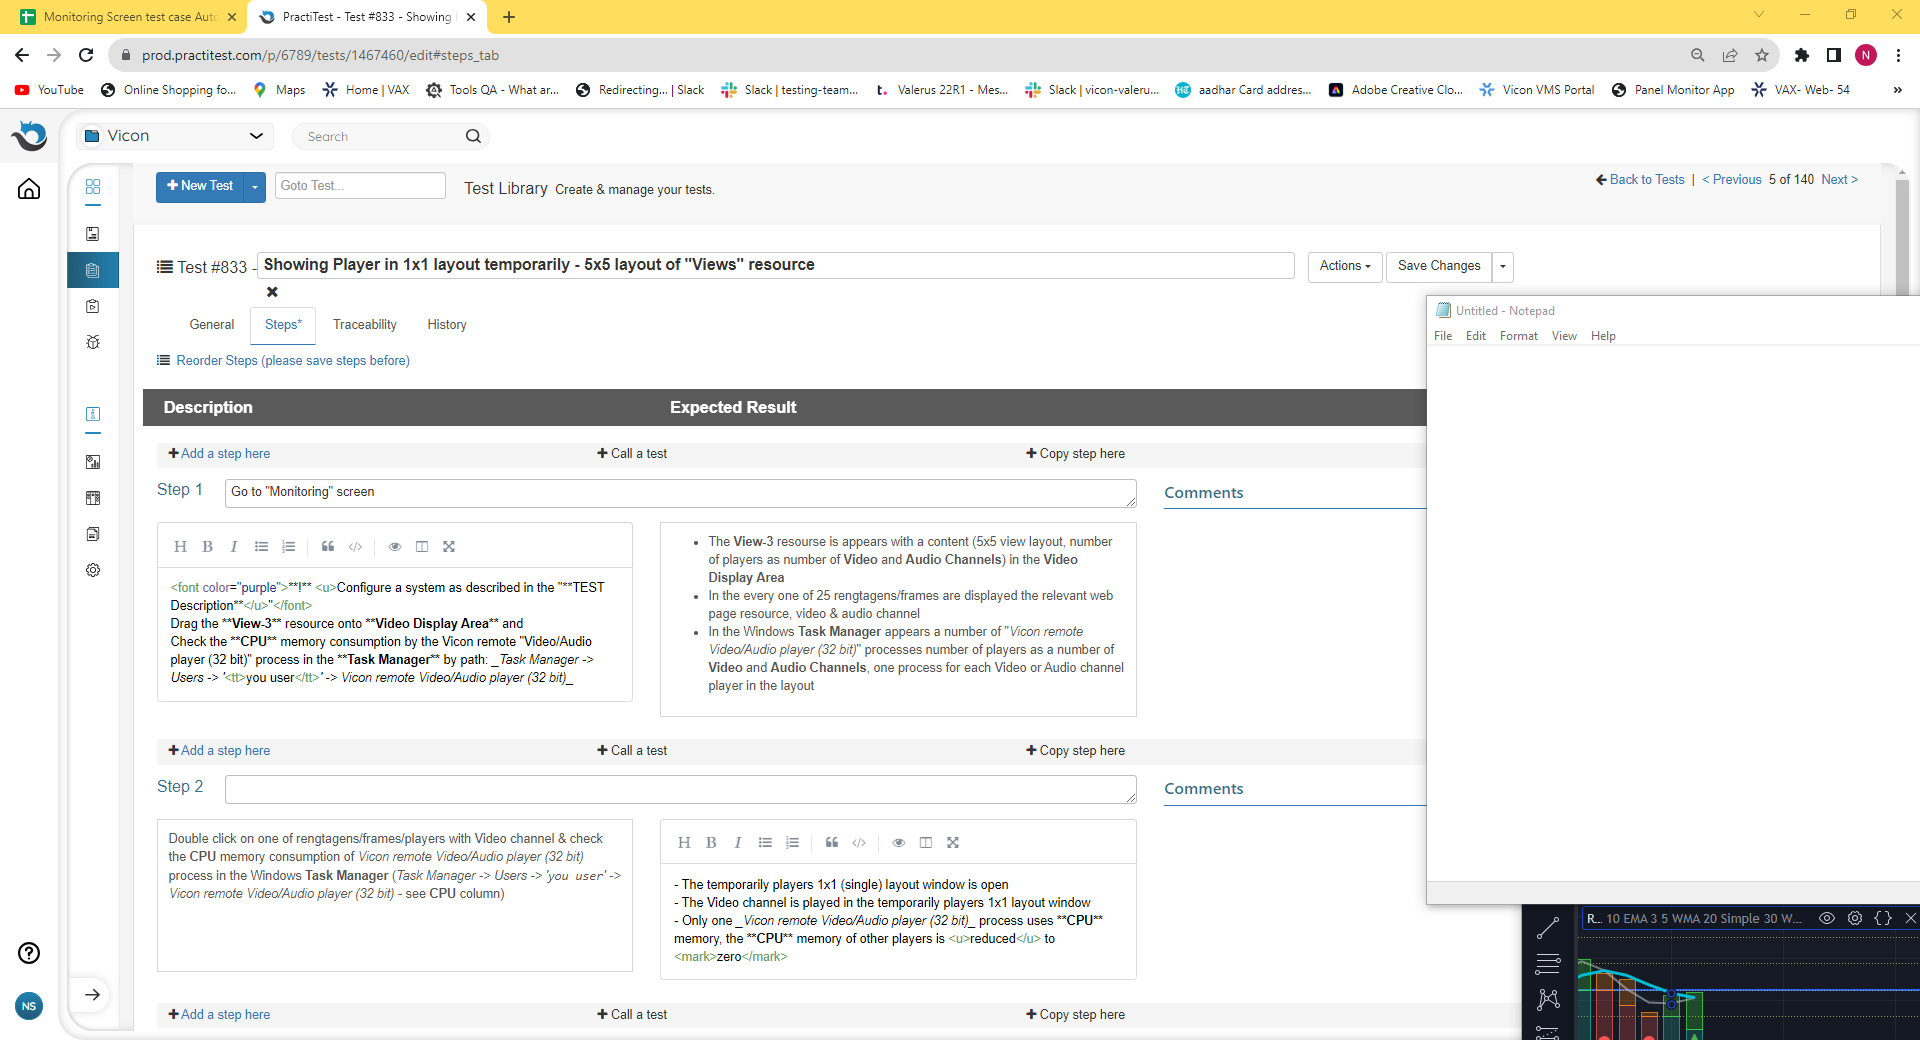 Monitoring Screen test case Auto
PractiTest - Test #833 - Showing
prod.practitest.com/p/6789/tests/1467460/edit#steps_tab
N
YouTube
Online Shopping fo...
Maps
Home | VAX
Tools QA - What ar...
Redirecting... | Slack
Slack | testing-team...
t. Valerus 22R1 - Mes...
Slack | vicon-valeru...
aadhar Card addres...
Adobe Creative Clo...
Vicon VMS Portal
Panel Monitor App
VAX- Web- 54
»
Vicon
Search
+ New Test
Goto Test...
Test Library Create & manage your tests.
Back to Tests | < Previous 5 of 140 Next >
Test #833 - Showing Player in 1x1 layout temporarily - 5x5 layout of "Views" resource
Actions
Save Changes
General
Steps*
Traceability
History
Reorder Steps (please save steps before)
Untitled - Notepad
File Edit Format View Help
Description
Expected Result
+ Add a step here
+ Call a test
+ Copy step here
Step 1
Go to "Monitoring" screen
Comments
H B I
<font color="purple">**!** <u>Configure a system as described in the "**TEST
Description**</u>"</font>
Drag the **View-3** resource onto **Video Display Area** and
Check the **CPU** memory consumption by the Vicon remote "Video/Audio
player (32 bit)" process in the **Task Manager** by path: _Task Manager ->
Users -> '<tt>you user</tt>' -> Vicon remote Video/Audio player (32 bit)_
• The View-3 resourse is appears with a content (5x5 view layout, number
of players as number of Video and Audio Channels) in the Video
Display Area
• In the every one of 25 rengtagens/frames are displayed the relevant web
page resource, video & audio channel
• In the Windows Task Manager appears a number of "Vicon remote
Video/Audio player (32 bit)" processes number of players as a number of
Video and Audio Channels, one process for each Video or Audio channel
player in the layout
+ Add a step here
+ Call a test
+ Copy step here
Step 2
Comments
Double click on one of rengtagens/frames/players with Video channel & check
the CPU memory consumption of Vicon remote Video/Audio player (32 bit)
process in the Windows Task Manager (Task Manager -> Users -> 'you user' ->
Vicon remote Video/Audio player (32 bit) - see CPU column)
H B I
- The temporarily players 1x1 (single) layout window is open
- The Video channel is played in the temporarily players 1x1 layout window
- Only one _ Vicon remote Video/Audio player (32 bit)_ process uses **CPU**
memory, the **CPU** memory of other players is <u>reduced</u> to
<mark>zero</mark>
R... 10 EMA 3 5 WMA 20 Simple 30 W...
NS
+ Add a step here
+ Call a test
+ Copy step here